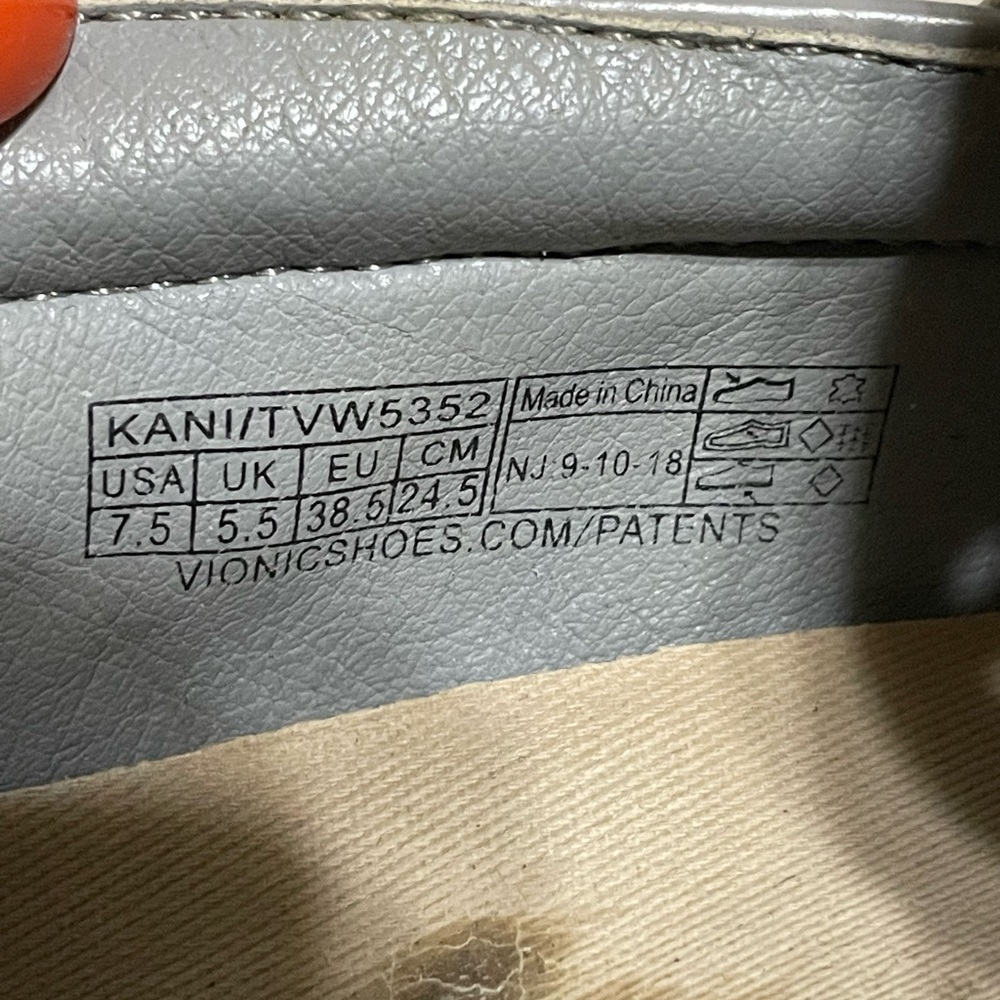 KANI/TVW5352
USA UK EU CM
7.5 5.5 38.5 24.5
Made in China
NJ:9-10-18
VIONICSHOES.COM/PATENTS